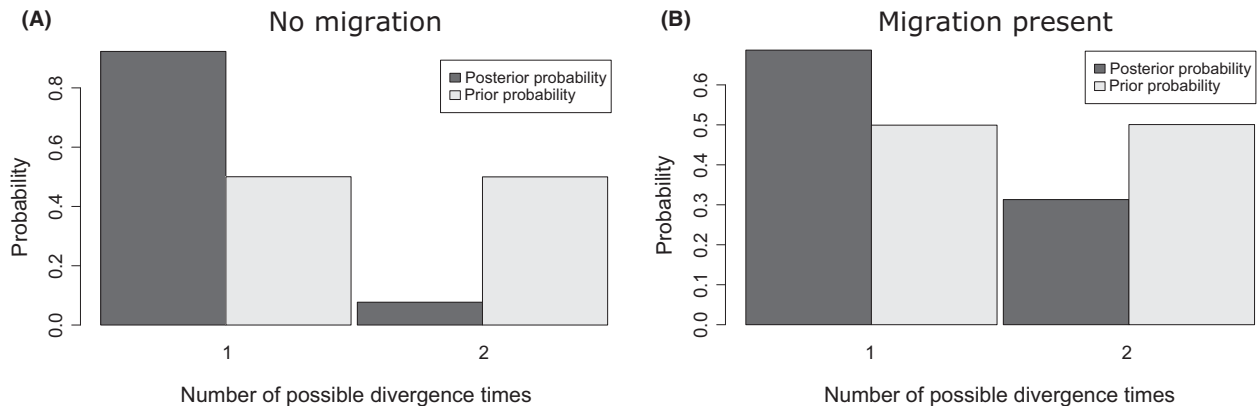 (A)
No migration
Posterior probability
Prior probability
Probability
0.0
0.2
0.4
0.6
0.8
1
2
Number of possible divergence times
(B)
Migration present
Posterior probability
Prior probability
Probability
0.0
0.1
0.2
0.3
0.4
0.5
0.6
1
2
Number of possible divergence times